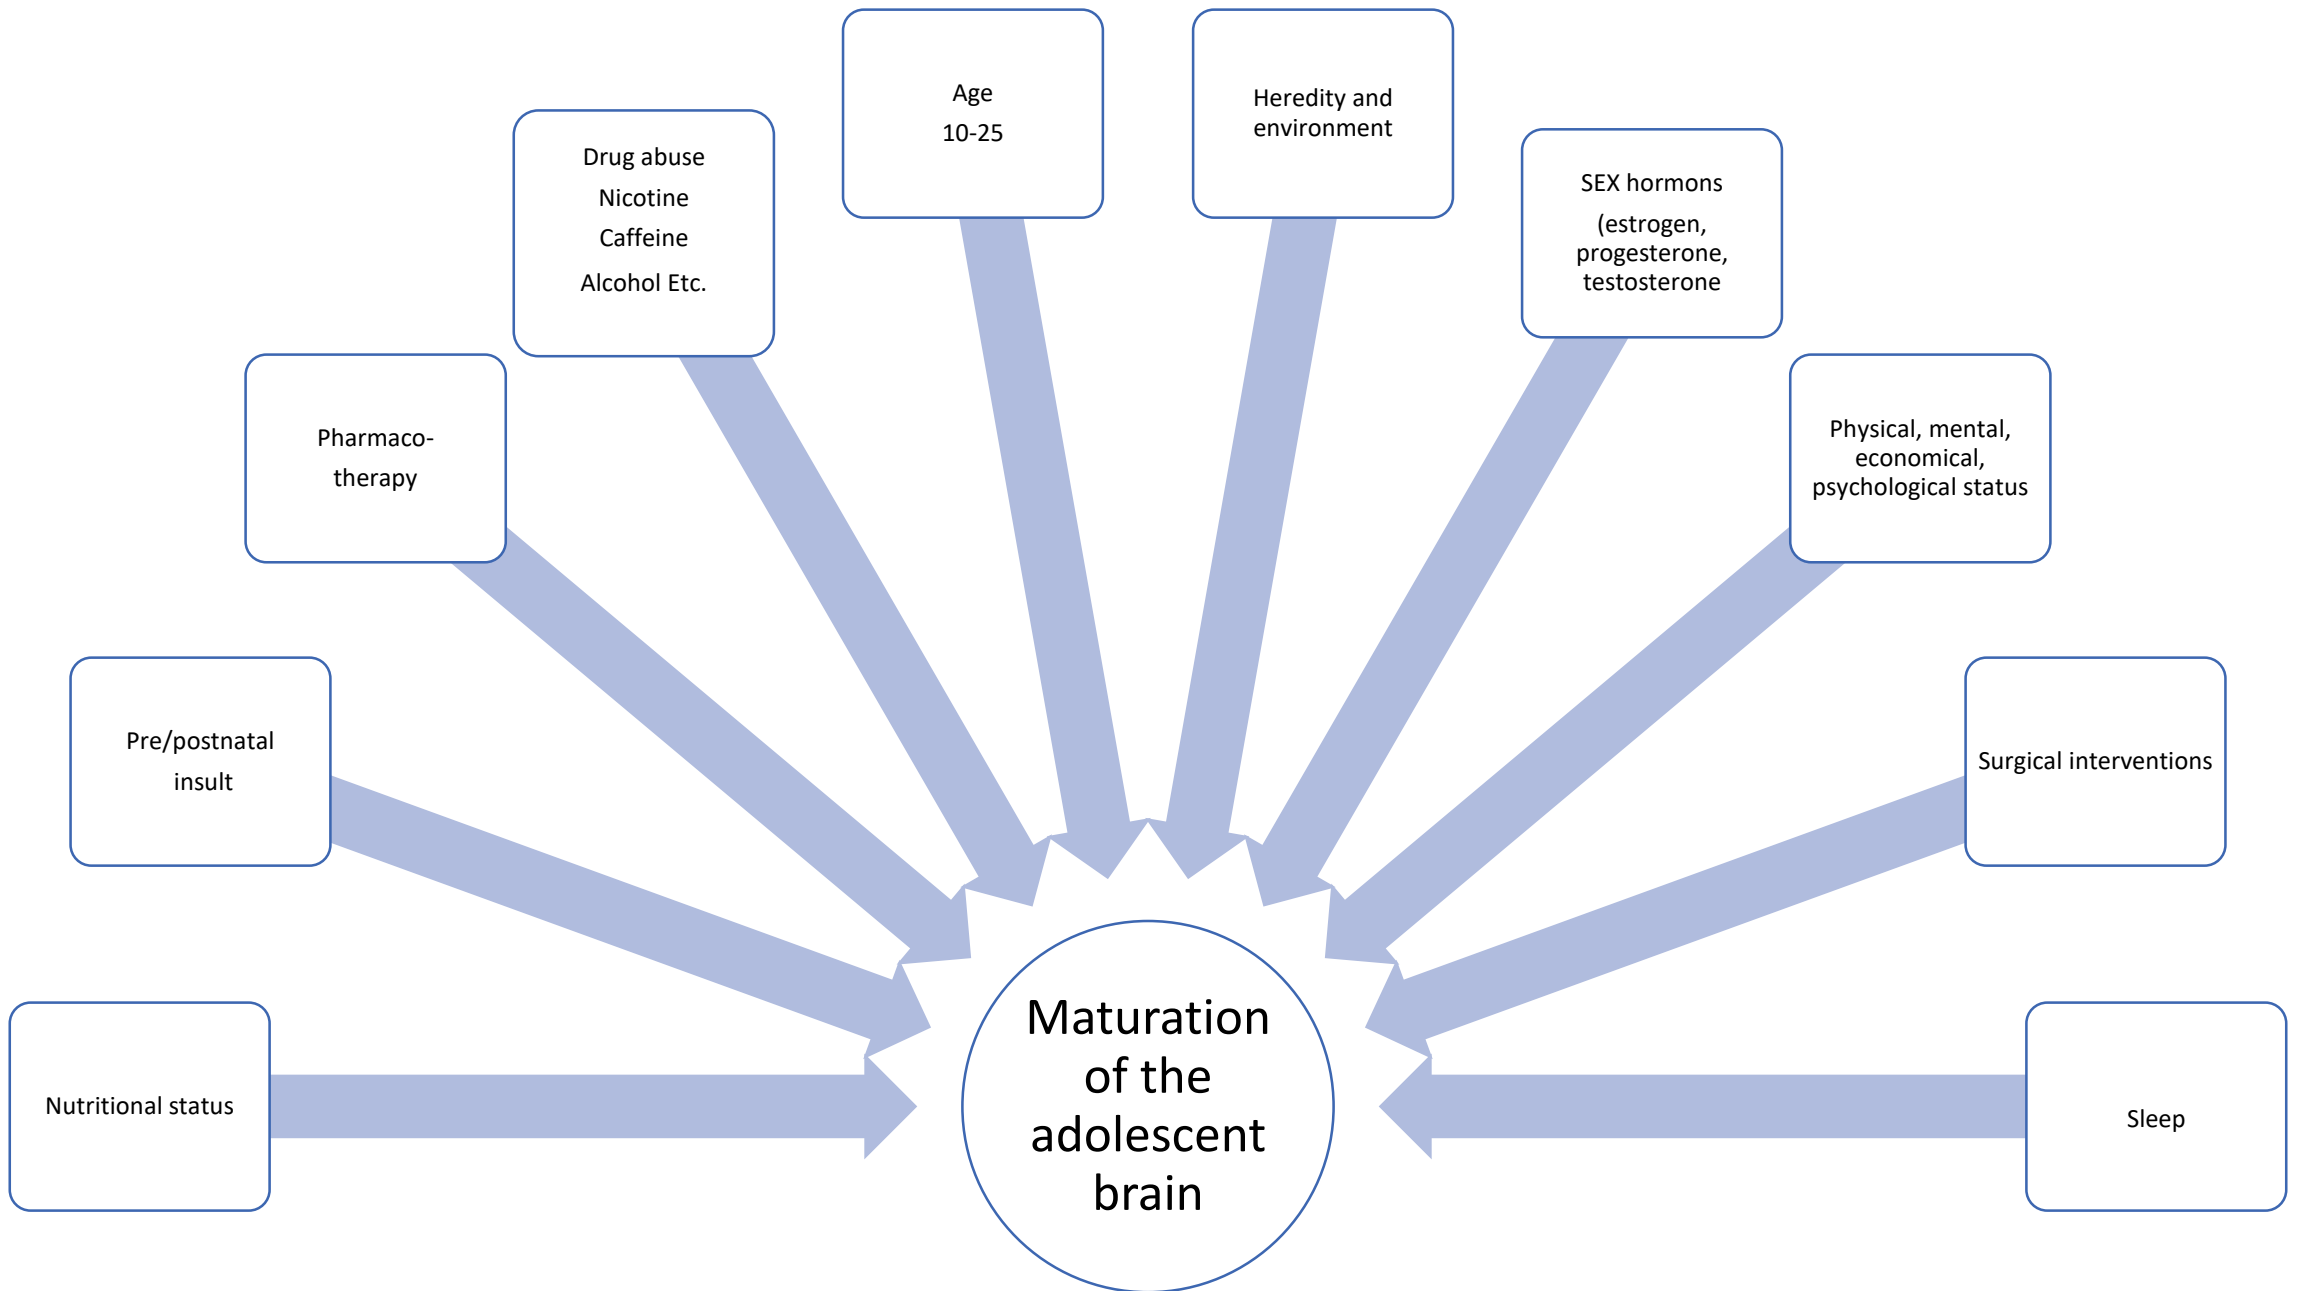 Age
10-25
Heredity and
environment
Drug abuse
Nicotine
Caffeine
Alcohol Etc.
SEX hormons
(estrogen,
progesterone,
testosterone
Pharmaco-
therapy
Physical, mental,
economical,
psychological status
Pre/postnatal
insult
Surgical interventions
Nutritional status
Maturation
of the
adolescent
brain
Sleep